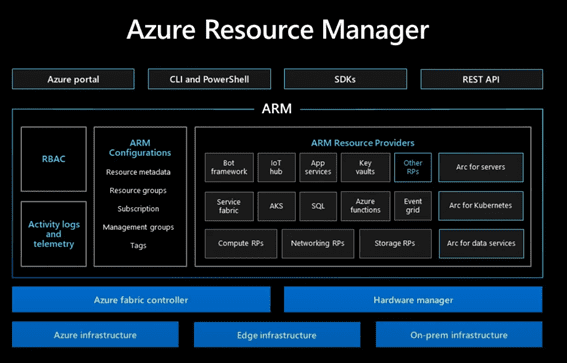 Azure Resource Manager
Azure portal
CLI and PowerShell
SDKs
REST API
ARM
RBAC
Activity logs
and
telemetry
ARM
Configurations
Resource metadata
Resource groups
Subscription
Management groups
Tags
ARM Resource Providers
Bot
framework
IoT
hub
App
services
Key
vaults
Other
RPs
Arc for servers
Service
fabric
AKS
SQL
Azure
functions
Event
grid
Arc for Kubernetes
Compute RPs
Networking RPs
Storage RPs
Arc for data services
Azure fabric controller
Hardware manager
Azure infrastructure
Edge infrastructure
On-prem infrastructure